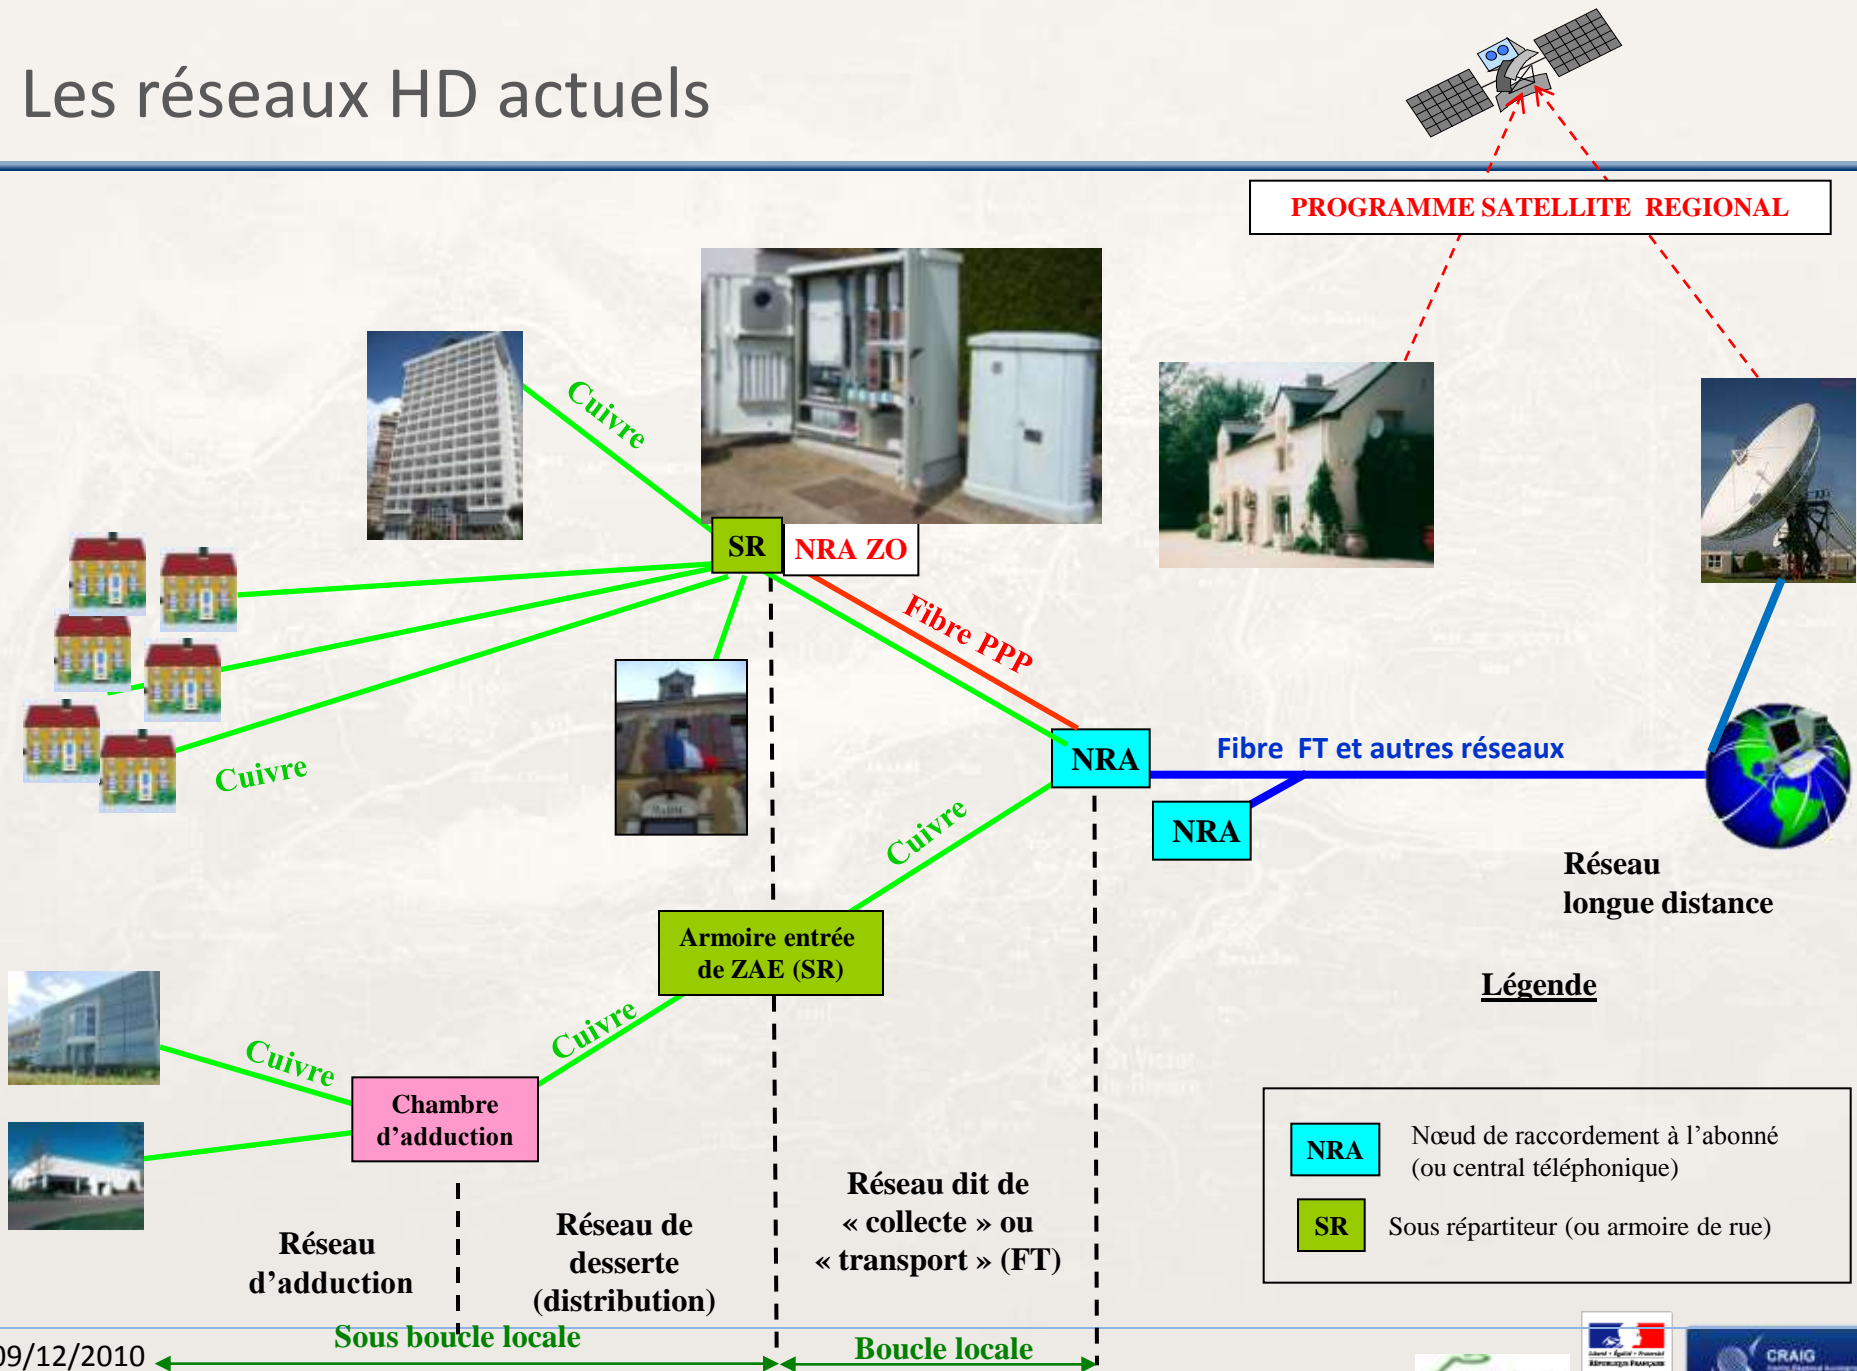 Les réseaux HD actuels
PROGRAMME SATELLITE REGIONAL
Cuivre
SR
NRA ZO
Fibre PPP
Cuivre
NRA
Fibre FT et autres réseaux
NRA
Cuivre
Réseau
longue distance
Armoire entrée
de ZAE (SR)
Cuivre
Cuivre
Chambre
d’adduction
Légende
NRA
Nœud de raccordement à l’abonné
(ou central téléphonique)
SR
Sous répartiteur (ou armoire de rue)
Réseau
d’adduction
Réseau de
desserte
(distribution)
Réseau dit de
« collecte » ou
« transport » (FT)
Sous boucle locale
Boucle locale
09/12/2010
CRAIG